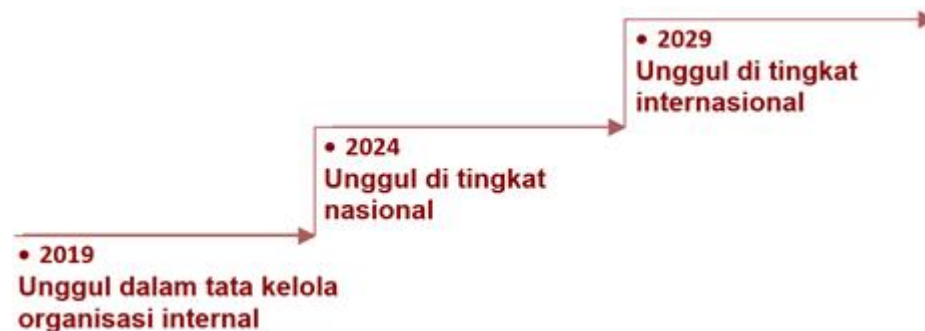 • 2029
Unggul di tingkat
internasional
• 2024
Unggul di tingkat
nasional
• 2019
Unggul dalam tata kelola
organisasi internal